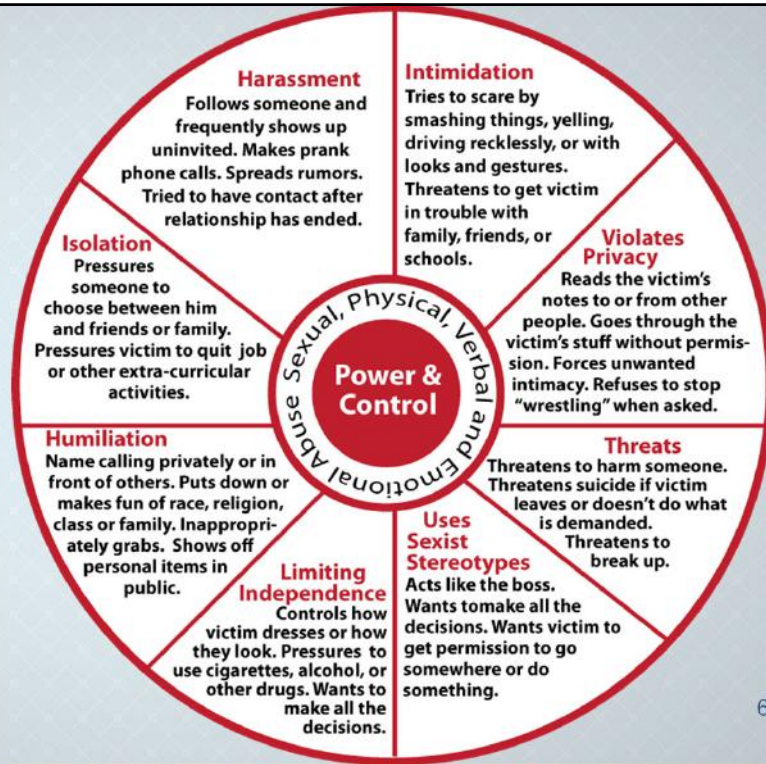 Harassment
Follows someone and
frequently shows up
uninvited. Makes prank
phone calls. Spreads rumors.
Tried to have contact after
relationship has ended.
Intimidation
Tries to scare by
smashing things, yelling,
driving recklessly, or with
looks and gestures.
Threatens to get victim
in trouble with
family, friends, or
schools.
Violates
Privacy
Reads the victim's
notes to or from other
people. Goes through the
victim's stuff without permis-
sion. Forces unwanted
intimacy. Refuses to stop
"wrestling" when asked.
Threats
Threatens to harm someone.
Threatens suicide if victim
leaves or doesn't do what
is demanded.
Threatens to
break up.
Uses
Sexist
Stereotypes
Acts like the boss.
Wants tomake all the
decisions. Wants victim to
get permission to go
somewhere or do
something.
Limiting
Independence
Controls how
victim dresses or how
they look. Pressures to
use cigarettes, alcohol, or
other drugs. Wants to
make all the
decisions.
Humiliation
Name calling privately or in
front of others. Puts down or
makes fun of race, religion,
class or family. Inappropri-
ately grabs. Shows off
personal items in
public.
Isolation
Pressures
someone to
choose between him
and friends or family.
Pressures victim to quit job
or other extra-curricular
activities.
Sexual, Physical, Verbal and Emotional Abuse
Power &
Control
6